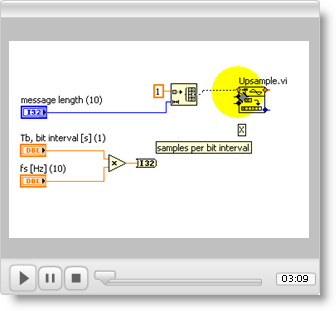 Upsample.vi
1
message length (10)
I32
X
Tb, bit interval [s] (1)
DBL
I32
samples per bit interval
fs [Hz] (10)
DBL
03:09